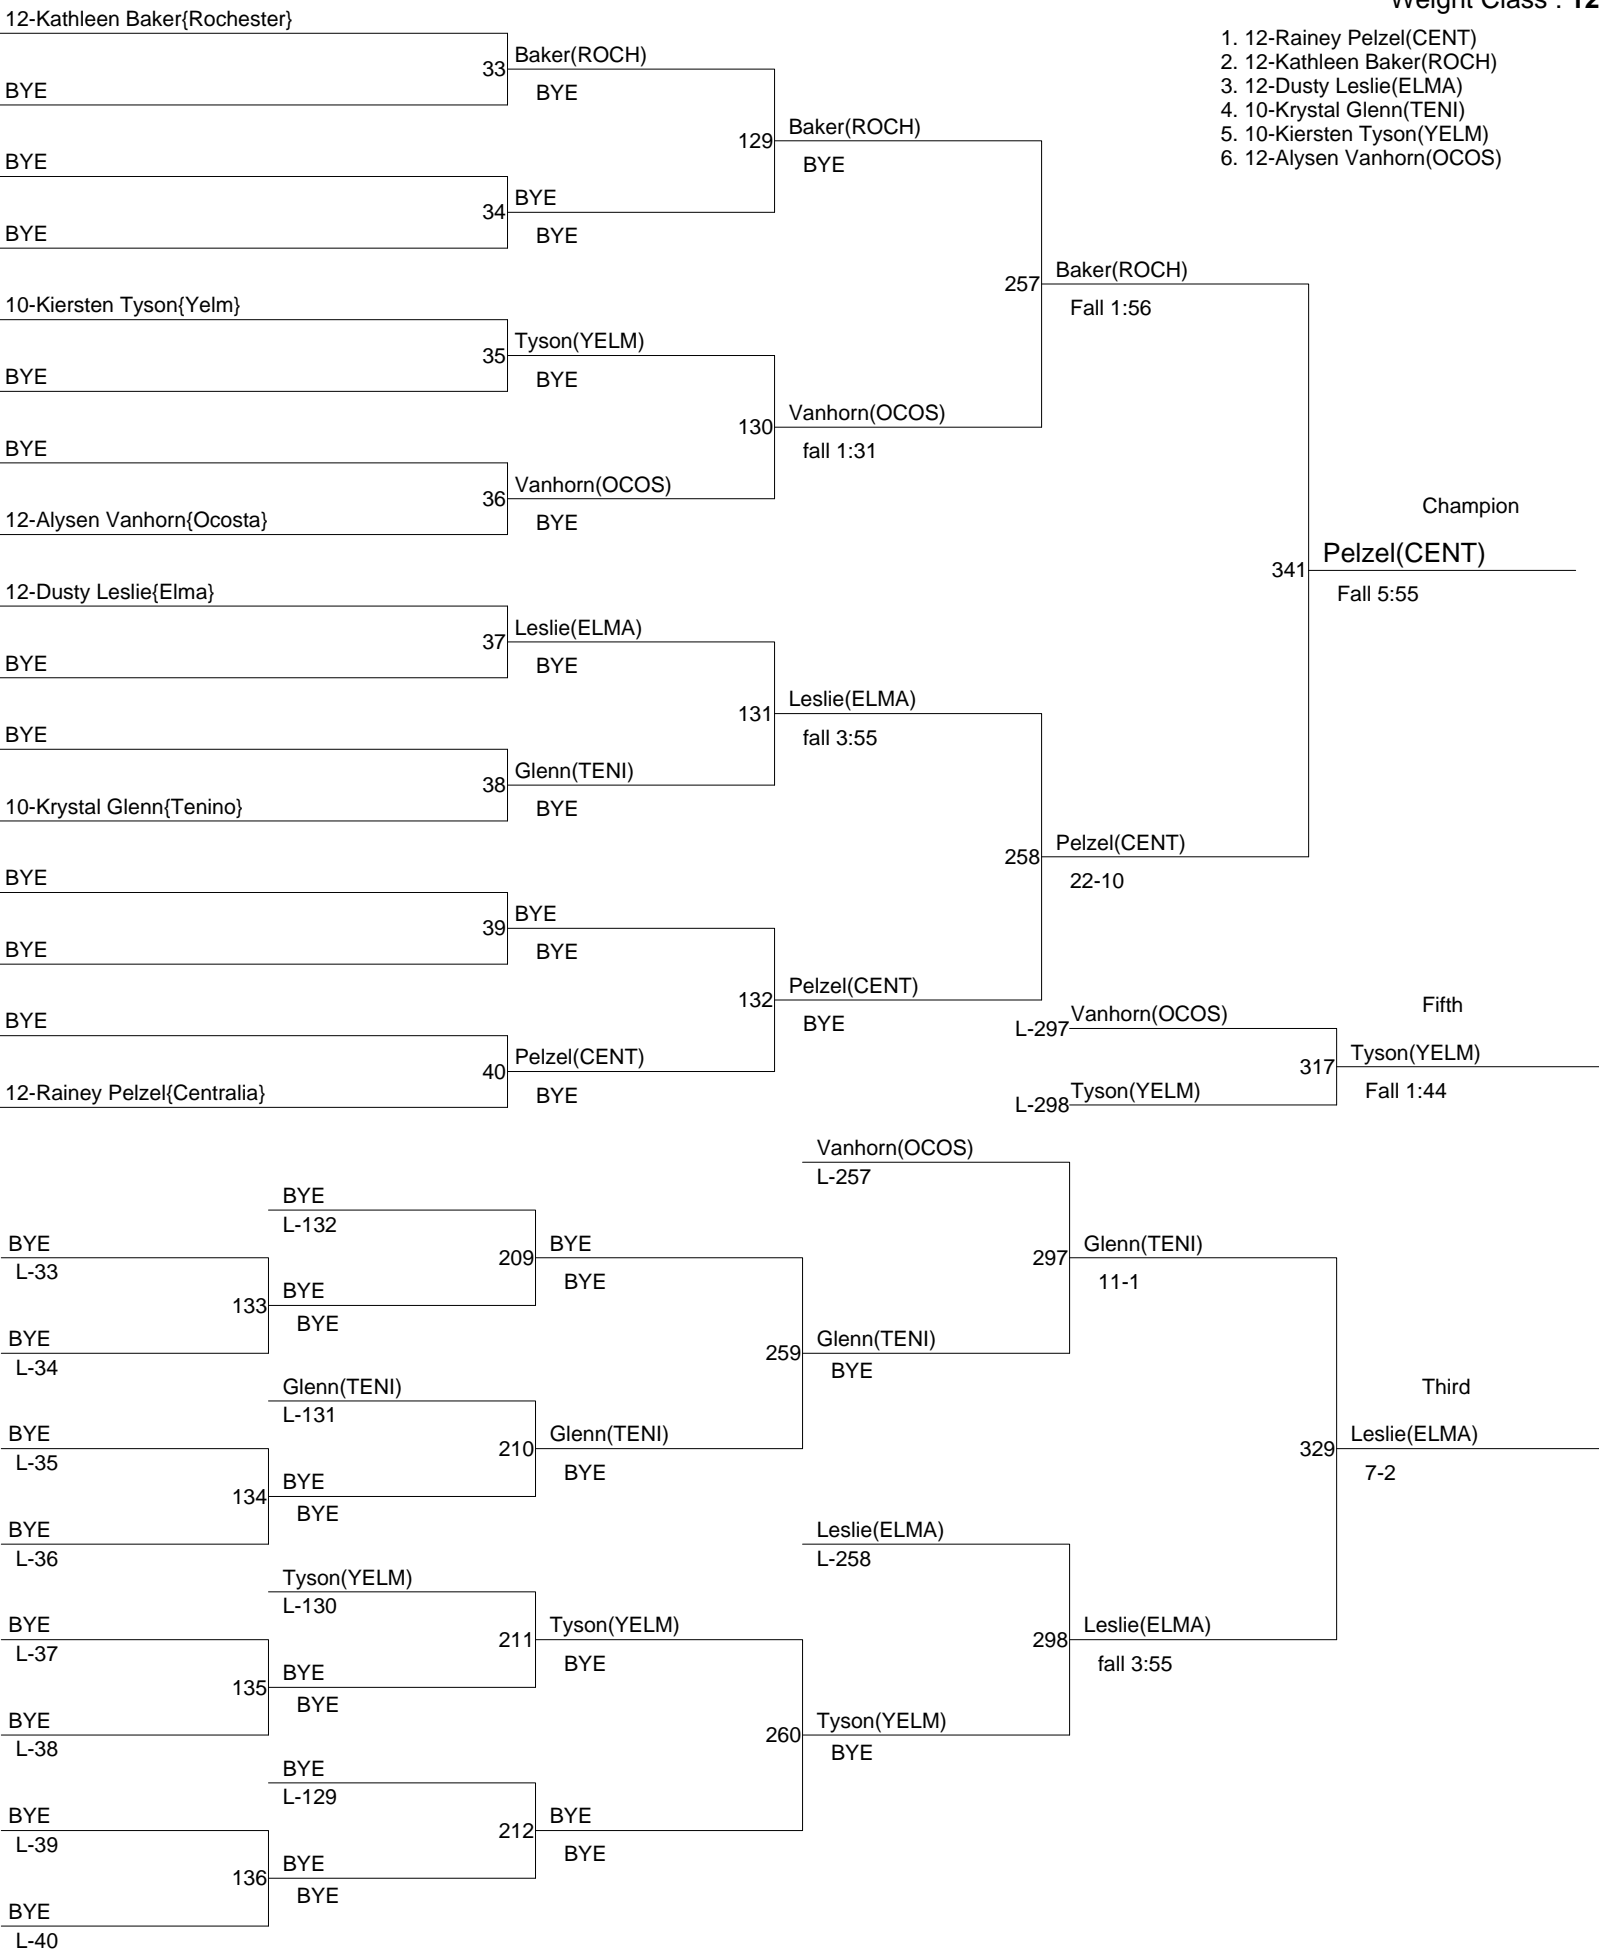 Weight Class : 12
1. 12-Rainey Pelzel(CENT)
2. 12-Kathleen Baker(ROCH)
3. 12-Dusty Leslie(ELMA)
4. 10-Krystal Glenn(TENI)
5. 10-Kiersten Tyson(YELM)
6. 12-Alysen Vanhorn(OCOS)
12-Kathleen Baker{Rochester}
BYE
BYE
BYE
10-Kiersten Tyson{Yelm}
BYE
BYE
12-Alysen Vanhorn{Ocosta}
12-Dusty Leslie{Elma}
BYE
BYE
10-Krystal Glenn{Tenino}
BYE
BYE
BYE
12-Rainey Pelzel{Centralia}
33
Baker(ROCH)
BYE
34
BYE
BYE
35
Tyson(YELM)
BYE
36
Vanhorn(OCOS)
BYE
37
Leslie(ELMA)
BYE
38
Glenn(TENI)
BYE
39
BYE
BYE
40
Pelzel(CENT)
BYE
129
Baker(ROCH)
BYE
130
Vanhorn(OCOS)
fall 1:31
131
Leslie(ELMA)
fall 3:55
132
Pelzel(CENT)
BYE
257
Baker(ROCH)
Fall 1:56
258
Pelzel(CENT)
22-10
Champion
341
Pelzel(CENT)
Fall 5:55
L-297
Vanhorn(OCOS)
L-298
Tyson(YELM)
Fifth
317
Tyson(YELM)
Fall 1:44
BYE
L-33
BYE
L-34
BYE
L-35
BYE
L-36
BYE
L-37
BYE
L-38
BYE
L-39
BYE
L-40
BYE
L-132
133
BYE
BYE
Glenn(TENI)
L-131
134
BYE
BYE
Tyson(YELM)
L-130
135
BYE
BYE
BYE
L-129
136
BYE
BYE
209
BYE
BYE
210
Glenn(TENI)
BYE
211
Tyson(YELM)
BYE
212
BYE
BYE
Vanhorn(OCOS)
L-257
259
Glenn(TENI)
BYE
Leslie(ELMA)
L-258
260
Tyson(YELM)
BYE
297
Glenn(TENI)
11-1
298
Leslie(ELMA)
fall 3:55
Third
329
Leslie(ELMA)
7-2